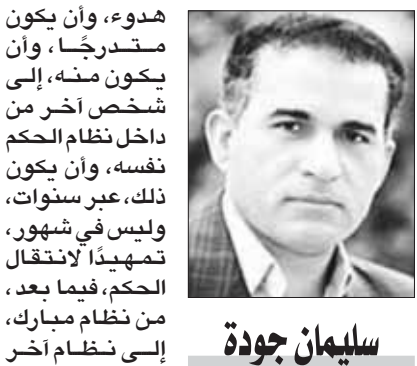 هدوء، وأن يكون
متدرجًا، وأن
يكون منه، إلى
شخص آخر من
داخل نظام الحكم
نفسه، وأن يكون
ذلك، عبر سنوات،
وليس في شهور،
تمهيدًا لانتقال
الحكم، فيما بعد،
من نظام مبارك،
إلى نظام آخر
سليمان جودة